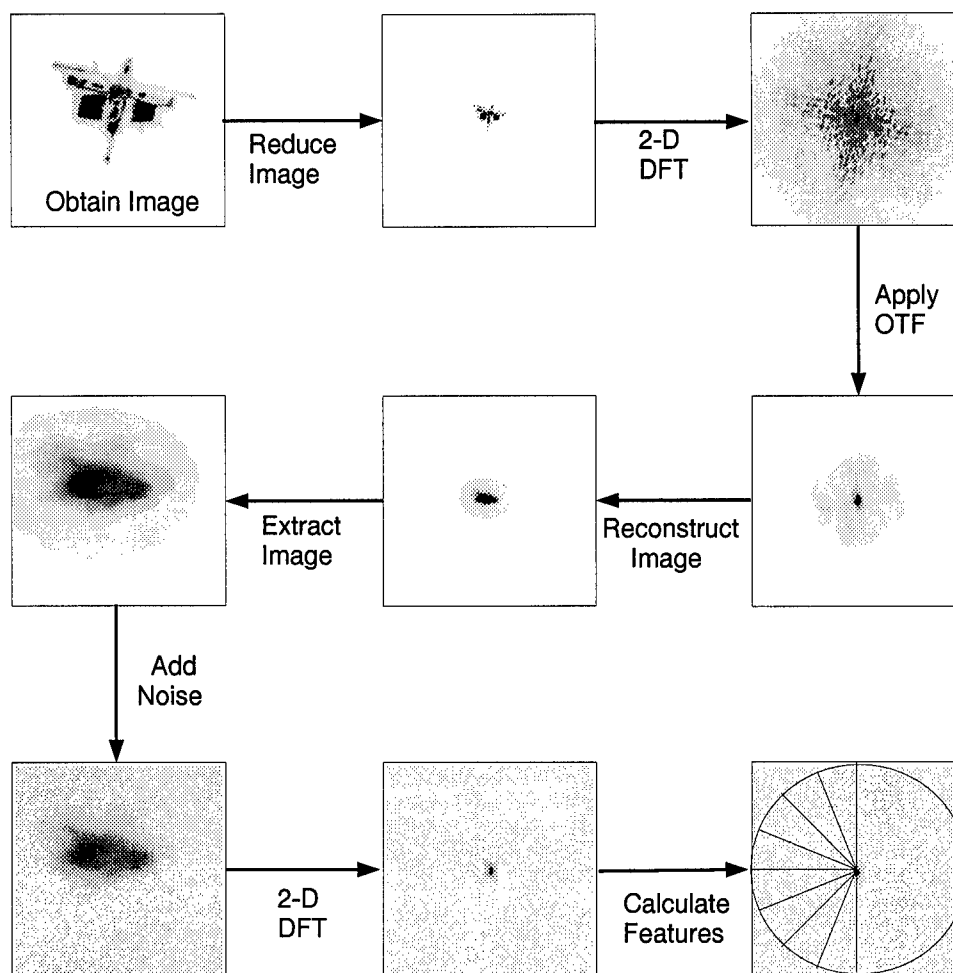 Obtain Image
Reduce
Image
2-D
DFT
Apply
OTF
Reconstruct
Image
Extract
Image
Add
Noise
2-D
DFT
Calculate
Features